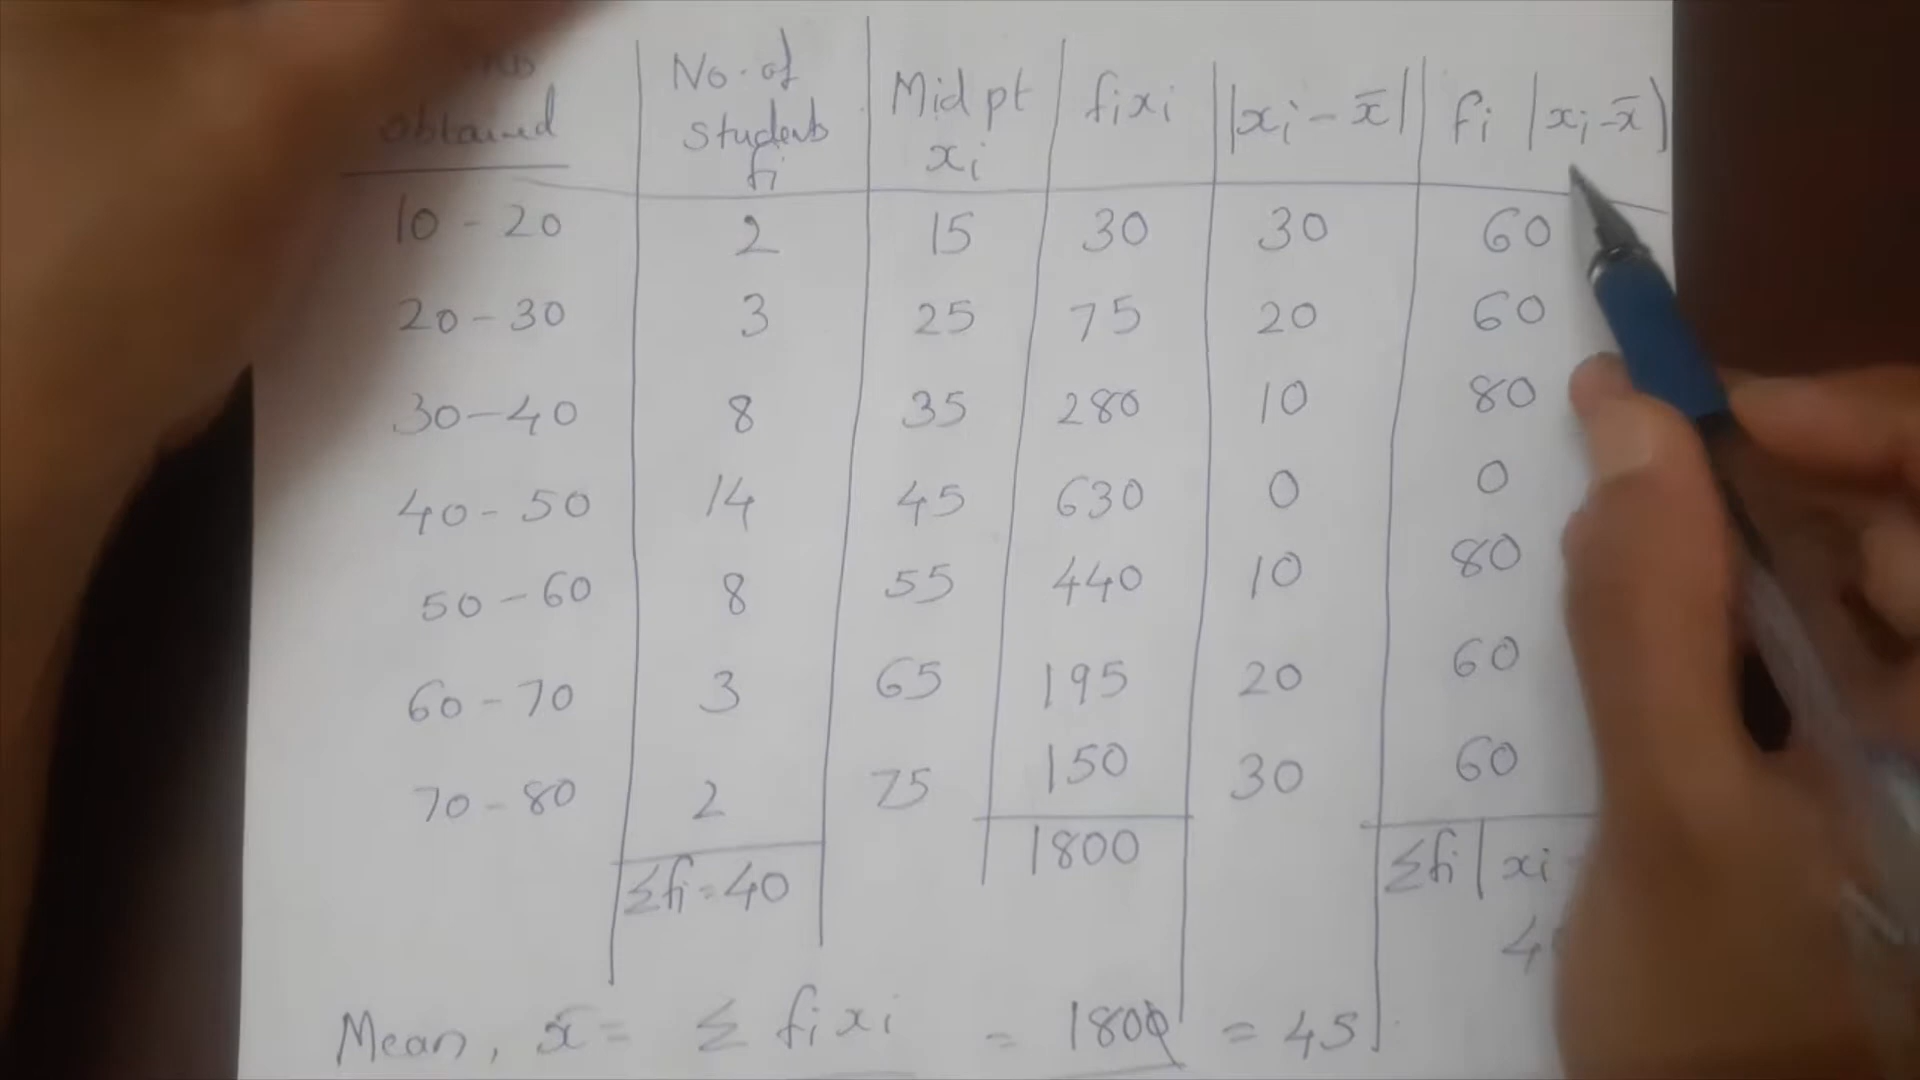 obtained | No. of students fi | Mid pt xi | fixi | |xi - x̄| | fi |xi - x̄|
10 - 20 | 2 | 15 | 30 | 30 | 60
20 - 30 | 3 | 25 | 75 | 20 | 60
30 - 40 | 8 | 35 | 280 | 10 | 80
40 - 50 | 14 | 45 | 630 | 0 | 0
50 - 60 | 8 | 55 | 440 | 10 | 80
60 - 70 | 3 | 65 | 195 | 20 | 60
70 - 80 | 2 | 75 | 150 | 30 | 60
Σfi = 40 | 1800 | Σfi | xi
4
Mean, x̄ = Σ fixi = 1800 = 45